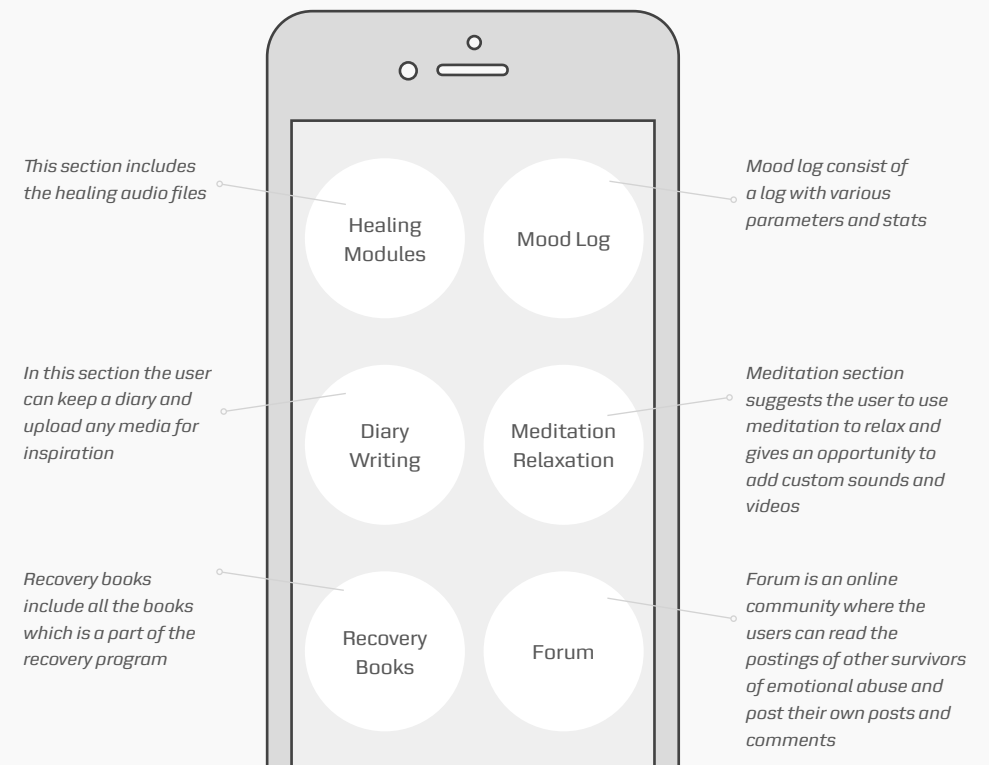 This section includes
the healing audio files
Healing
Modules
Mood Log
Mood log consist of
a log with various
parameters and stats
In this section the user
can keep a diary and
upload any media for
inspiration
Diary
Writing
Meditation
Relaxation
Meditation section
suggests the user to use
meditation to relax and
gives an opportunity to
add custom sounds and
videos
Recovery books
include all the books
which is a part of the
recovery program
Recovery
Books
Forum
Forum is an online
community where the
users can read the
postings of other survivors
of emotional abuse and
post their own posts and
comments